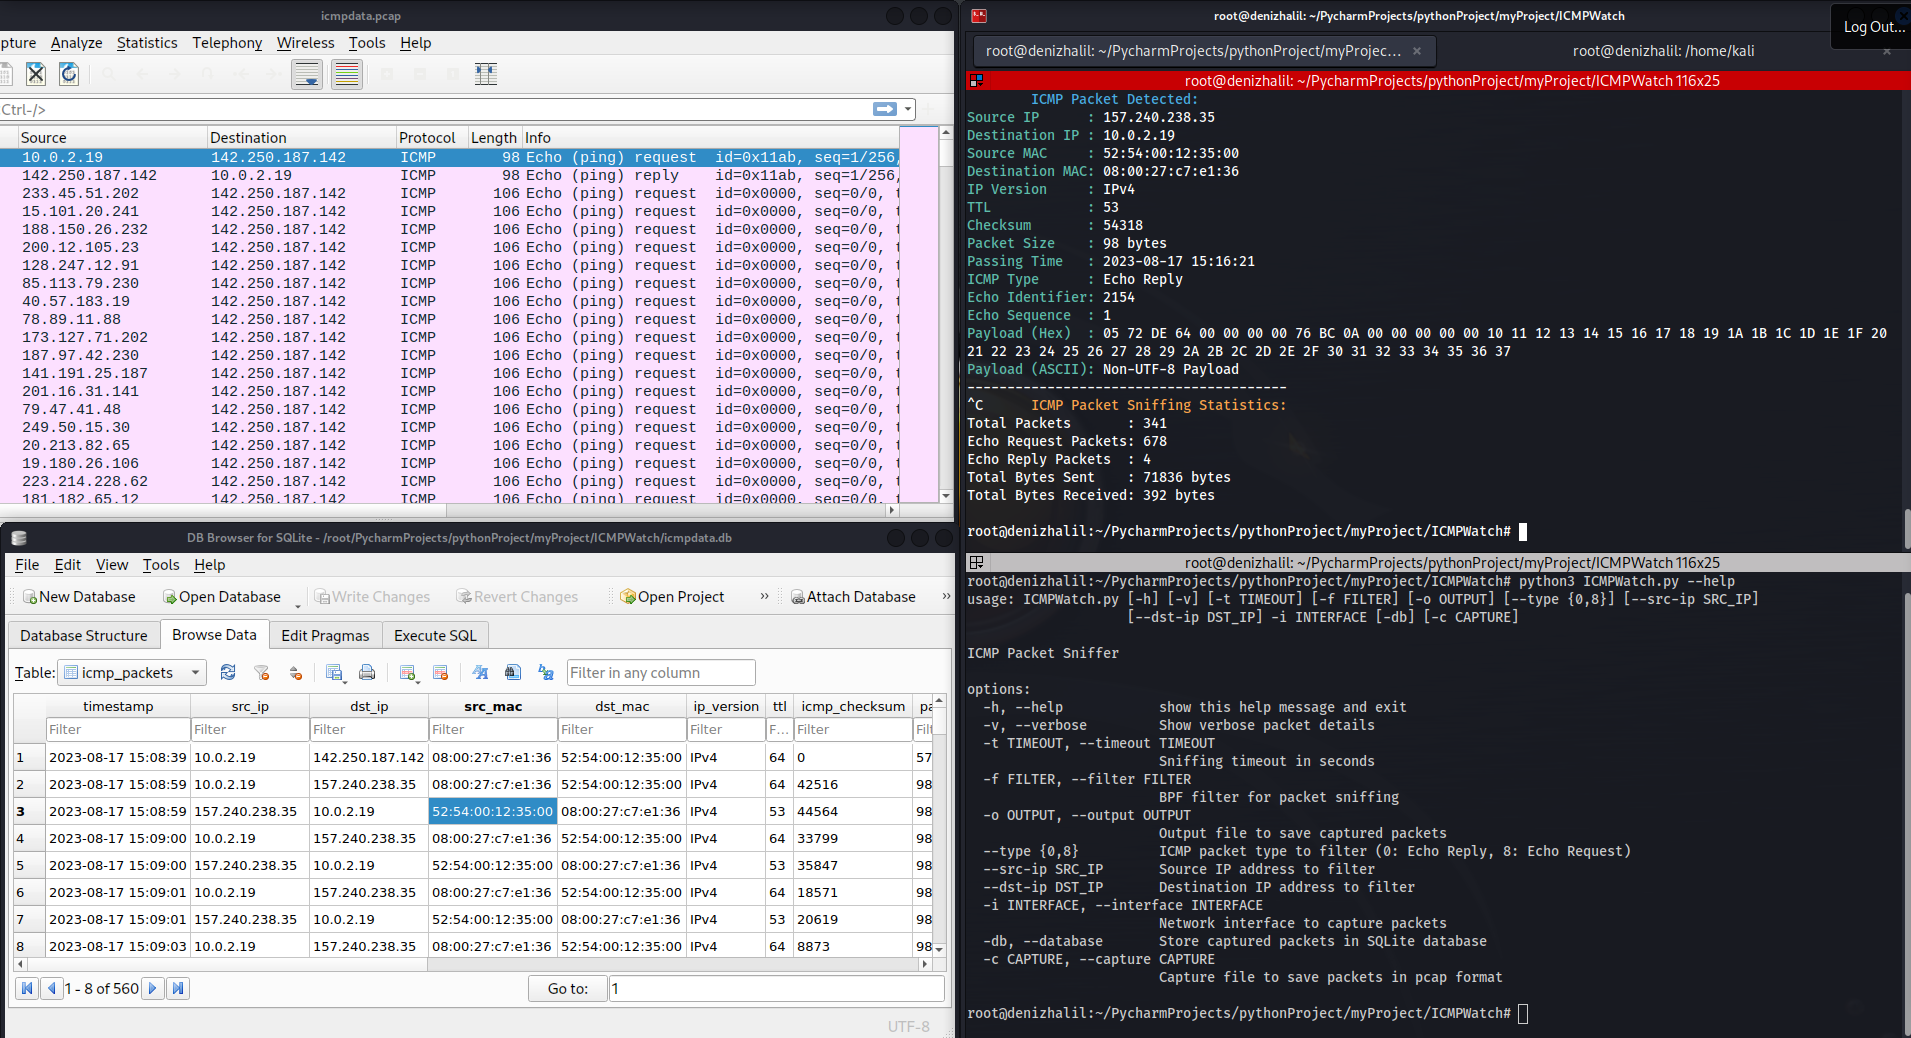 icmpdata.pcap
pture Analyze Statistics Telephony Wireless Tools Help
Ctrl-/>
Source Destination Protocol Length Info
10.0.2.19 142.250.187.142 ICMP 98 Echo (ping) request id=0x11ab, seq=1/256,
142.250.187.142 10.0.2.19 ICMP 98 Echo (ping) reply id=0x11ab, seq=1/256,
233.45.51.202 142.250.187.142 ICMP 106 Echo (ping) request id=0x0000, seq=0/0, t
15.101.20.241 142.250.187.142 ICMP 106 Echo (ping) request id=0x0000, seq=0/0, t
188.150.26.232 142.250.187.142 ICMP 106 Echo (ping) request id=0x0000, seq=0/0, t
200.12.105.23 142.250.187.142 ICMP 106 Echo (ping) request id=0x0000, seq=0/0, t
128.247.12.91 142.250.187.142 ICMP 106 Echo (ping) request id=0x0000, seq=0/0, t
85.113.79.230 142.250.187.142 ICMP 106 Echo (ping) request id=0x0000, seq=0/0, t
40.57.183.19 142.250.187.142 ICMP 106 Echo (ping) request id=0x0000, seq=0/0, t
78.89.11.88 142.250.187.142 ICMP 106 Echo (ping) request id=0x0000, seq=0/0, t
173.127.71.202 142.250.187.142 ICMP 106 Echo (ping) request id=0x0000, seq=0/0, t
187.97.42.230 142.250.187.142 ICMP 106 Echo (ping) request id=0x0000, seq=0/0, t
141.191.25.187 142.250.187.142 ICMP 106 Echo (ping) request id=0x0000, seq=0/0, t
201.16.31.141 142.250.187.142 ICMP 106 Echo (ping) request id=0x0000, seq=0/0, t
79.47.41.48 142.250.187.142 ICMP 106 Echo (ping) request id=0x0000, seq=0/0, t
249.50.15.30 142.250.187.142 ICMP 106 Echo (ping) request id=0x0000, seq=0/0, t
20.213.82.65 142.250.187.142 ICMP 106 Echo (ping) request id=0x0000, seq=0/0, t
19.180.26.106 142.250.187.142 ICMP 106 Echo (ping) request id=0x0000, seq=0/0, t
223.214.228.62 142.250.187.142 ICMP 106 Echo (ping) request id=0x0000, seq=0/0, t
181.182.65.12 142.250.187.142 ICMP 106 Echo (ping) request id=0x0000, seq=0/0, t
DB Browser for SQLite - /root/PycharmProjects/pythonProject/myProject/ICMPWatch/icmpdata.db
File Edit View Tools Help
New Database Open Database Write Changes Revert Changes Open Project » Attach Database »
Database Structure Browse Data Edit Pragmas Execute SQL
Table: icmp_packets Filter in any column
timestamp src_ip dst_ip src_mac dst_mac ip_version ttl icmp_checksum pa
Filter Filter Filter Filter Filter Filter F... Filter Filt
1 2023-08-17 15:08:39 10.0.2.19 142.250.187.142 08:00:27:c7:e1:36 52:54:00:12:35:00 IPv4 64 0 57
2 2023-08-17 15:08:59 10.0.2.19 157.240.238.35 08:00:27:c7:e1:36 52:54:00:12:35:00 IPv4 64 42516 98
3 2023-08-17 15:08:59 157.240.238.35 10.0.2.19 52:54:00:12:35:00 08:00:27:c7:e1:36 IPv4 53 44564 98
4 2023-08-17 15:09:00 10.0.2.19 157.240.238.35 08:00:27:c7:e1:36 52:54:00:12:35:00 IPv4 64 33799 98
5 2023-08-17 15:09:00 157.240.238.35 10.0.2.19 52:54:00:12:35:00 08:00:27:c7:e1:36 IPv4 53 35847 98
6 2023-08-17 15:09:01 10.0.2.19 157.240.238.35 08:00:27:c7:e1:36 52:54:00:12:35:00 IPv4 64 18571 98
7 2023-08-17 15:09:01 157.240.238.35 10.0.2.19 52:54:00:12:35:00 08:00:27:c7:e1:36 IPv4 53 20619 98
8 2023-08-17 15:09:03 10.0.2.19 157.240.238.35 08:00:27:c7:e1:36 52:54:00:12:35:00 IPv4 64 8873 98
1 - 8 of 560 Go to: 1
UTF-8
root@denizhalil: ~/PycharmProjects/pythonProject/myProject/ICMPWatch
Log Out...
root@denizhalil: ~/PycharmProjects/pythonProject/myProjec... × root@denizhalil: /home/kali ×
root@denizhalil: ~/PycharmProjects/pythonProject/myProject/ICMPWatch 116x25
ICMP Packet Detected:
Source IP : 157.240.238.35
Destination IP : 10.0.2.19
Source MAC : 52:54:00:12:35:00
Destination MAC: 08:00:27:c7:e1:36
IP Version : IPv4
TTL : 53
Checksum : 54318
Packet Size : 98 bytes
Passing Time : 2023-08-17 15:16:21
ICMP Type : Echo Reply
Echo Identifier: 2154
Echo Sequence : 1
Payload (Hex) : 05 72 DE 64 00 00 00 00 76 BC 0A 00 00 00 00 00 10 11 12 13 14 15 16 17 18 19 1A 1B 1C 1D 1E 1F 20
21 22 23 24 25 26 27 28 29 2A 2B 2C 2D 2E 2F 30 31 32 33 34 35 36 37
Payload (ASCII): Non-UTF-8 Payload
----------------------------------------
^C ICMP Packet Sniffing Statistics:
Total Packets : 341
Echo Request Packets: 678
Echo Reply Packets : 4
Total Bytes Sent : 71836 bytes
Total Bytes Received: 392 bytes
root@denizhalil:~/PycharmProjects/pythonProject/myProject/ICMPWatch#
root@denizhalil: ~/PycharmProjects/pythonProject/myProject/ICMPWatch 116x25
root@denizhalil:~/PycharmProjects/pythonProject/myProject/ICMPWatch# python3 ICMPWatch.py --help
usage: ICMPWatch.py [-h] [-v] [-t TIMEOUT] [-f FILTER] [-o OUTPUT] [--type {0,8}] [--src-ip SRC_IP]
[--dst-ip DST_IP] -i INTERFACE [-db] [-c CAPTURE]
ICMP Packet Sniffer
options:
-h, --help show this help message and exit
-v, --verbose Show verbose packet details
-t TIMEOUT, --timeout TIMEOUT
Sniffing timeout in seconds
-f FILTER, --filter FILTER
BPF filter for packet sniffing
-o OUTPUT, --output OUTPUT
Output file to save captured packets
--type {0,8} ICMP packet type to filter (0: Echo Reply, 8: Echo Request)
--src-ip SRC_IP Source IP address to filter
--dst-ip DST_IP Destination IP address to filter
-i INTERFACE, --interface INTERFACE
Network interface to capture packets
-db, --database Store captured packets in SQLite database
-c CAPTURE, --capture CAPTURE
Capture file to save packets in pcap format
root@denizhalil:~/PycharmProjects/pythonProject/myProject/ICMPWatch#